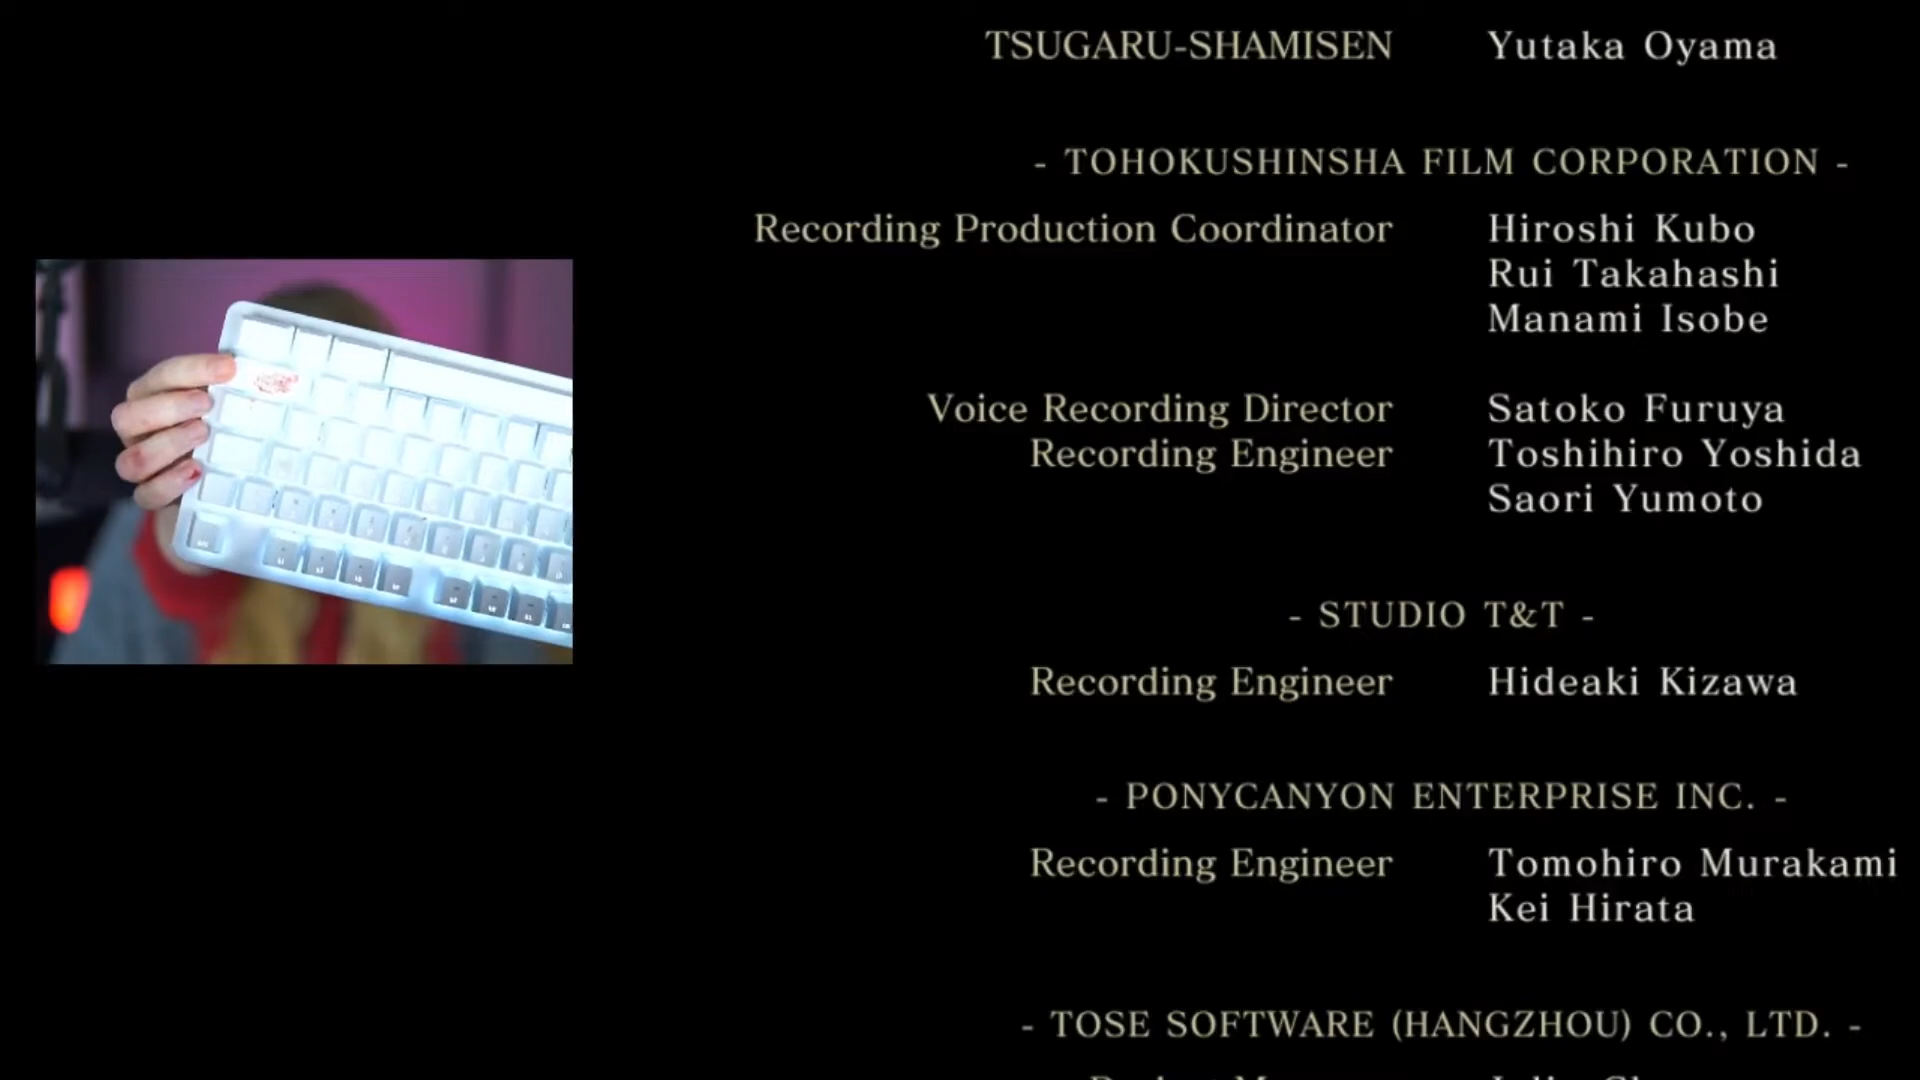 TSUGARU-SHAMISEN Yutaka Oyama
- TOHOKUSHINSHA FILM CORPORATION -
Recording Production Coordinator Hiroshi Kubo
Rui Takahashi
Manami Isobe
Voice Recording Director Satoko Furuya
Recording Engineer Toshihiro Yoshida
Saori Yumoto
- STUDIO T&T -
Recording Engineer Hideaki Kizawa
- PONYCANYON ENTERPRISE INC. -
Recording Engineer Tomohiro Murakami
Kei Hirata
- TOSE SOFTWARE (HANGZHOU) CO., LTD. -